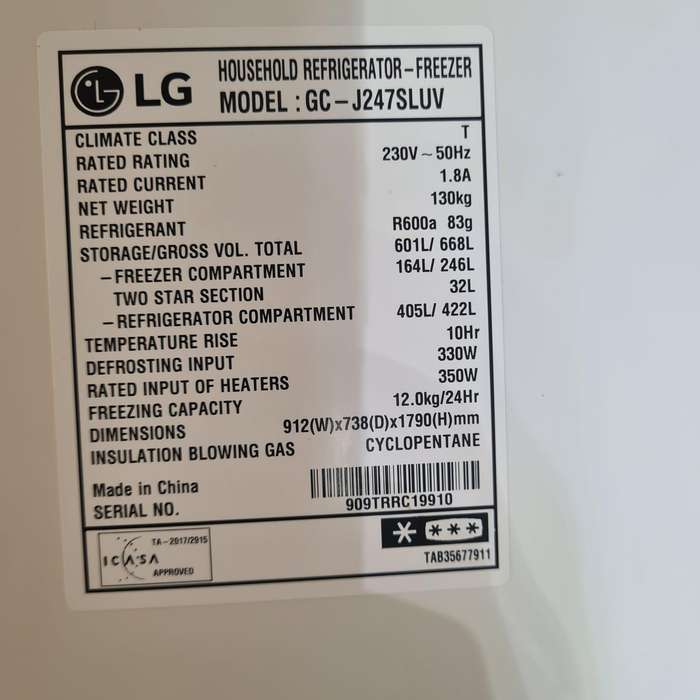 LG HOUSEHOLD REFRIGERATOR-FREEZER
MODEL : GC-J247SLUV
CLIMATE CLASS T
RATED RATING 230V~50Hz
RATED CURRENT 1.8A
NET WEIGHT 130kg
REFRIGERANT R600a 83g
STORAGE/GROSS VOL. TOTAL 601L/ 668L
-FREEZER COMPARTMENT 164L/ 246L
TWO STAR SECTION 32L
-REFRIGERATOR COMPARTMENT 405L/ 422L
TEMPERATURE RISE 10Hr
DEFROSTING INPUT 330W
RATED INPUT OF HEATERS 350W
FREEZING CAPACITY 12.0kg/24Hr
DIMENSIONS 912(W)x738(D)x1790(H)mm
INSULATION BLOWING GAS CYCLOPENTANE
Made in China
SERIAL NO. 909TRRC19910
TA-2017/2915
ICASA
APPROVED
TAB35677911